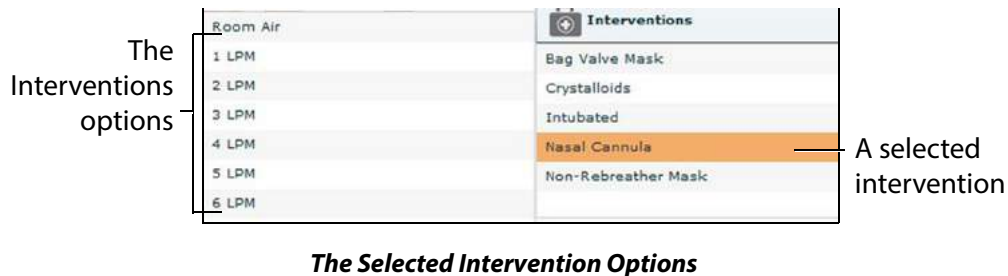 The
Interventions
options
Room Air
1 LPM
2 LPM
3 LPM
4 LPM
5 LPM
6 LPM
Interventions
Bag Valve Mask
Crystalloids
Intubated
Nasal Cannula
Non-Rebreather Mask
A selected
intervention
The Selected Intervention Options